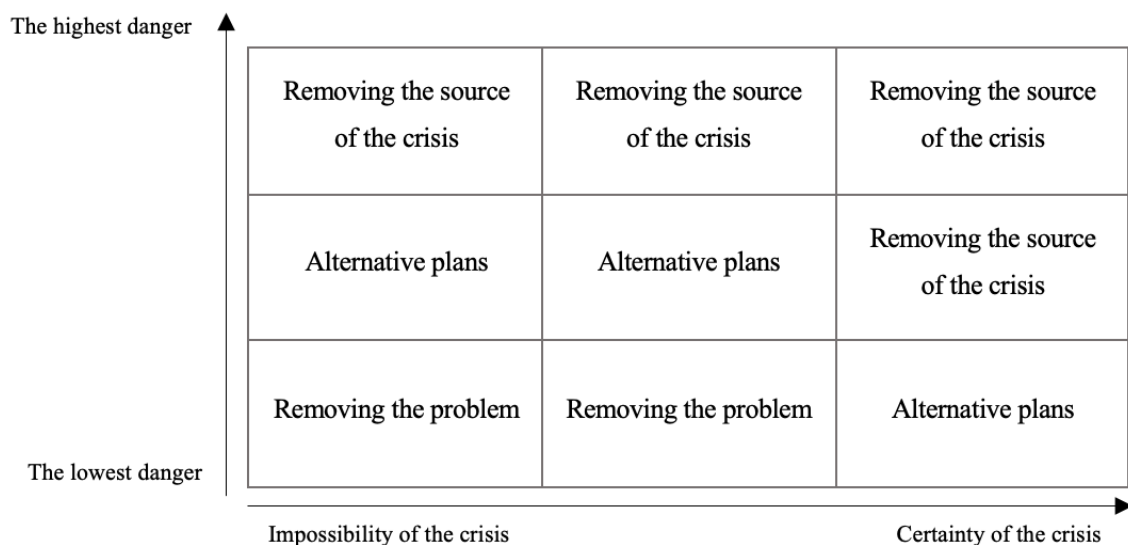 The highest danger
Removing the source
of the crisis
Removing the source
of the crisis
Removing the source
of the crisis
Alternative plans
Alternative plans
Removing the source
of the crisis
Removing the problem
Removing the problem
Alternative plans
The lowest danger
Impossibility of the crisis
Certainty of the crisis